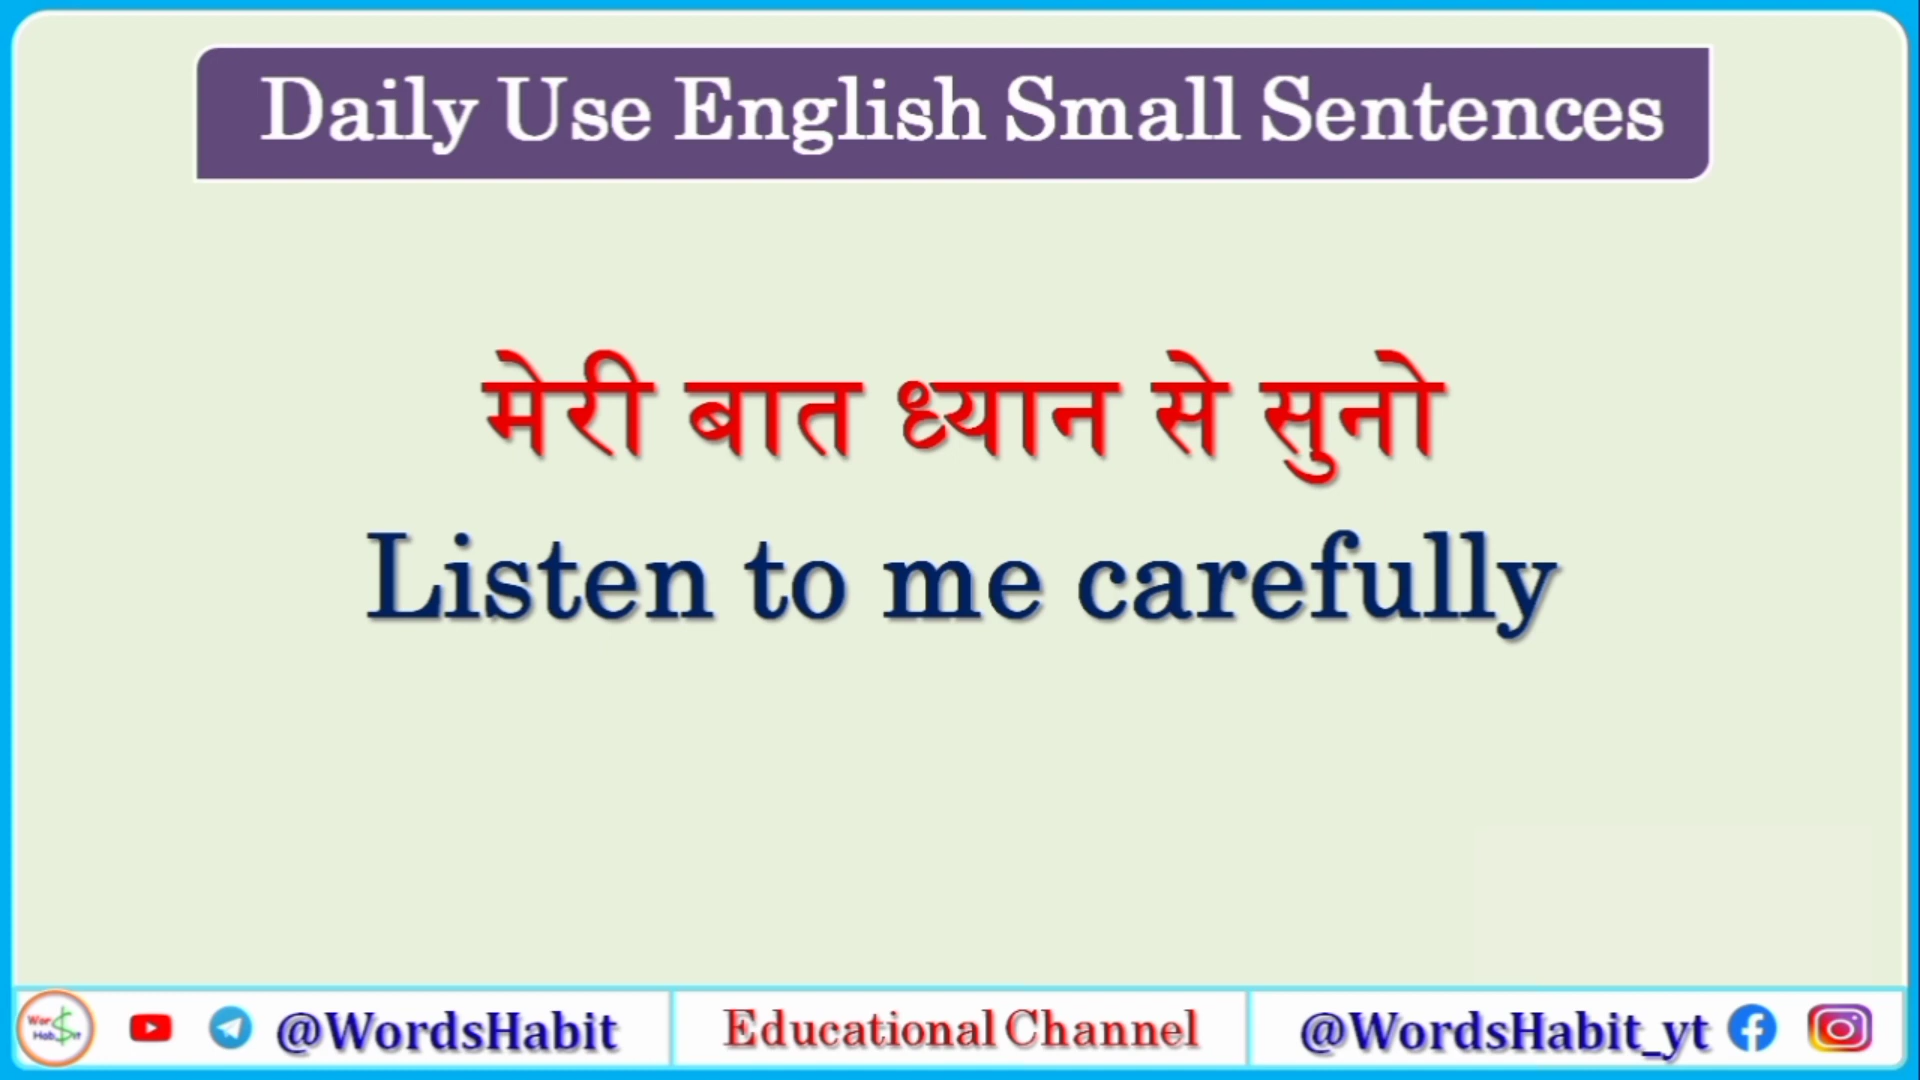 Daily Use English Small Sentences
मेरी बात ध्यान से सुनो
Listen to me carefully
@WordsHabit
Educational Channel
@WordsHabit_yt